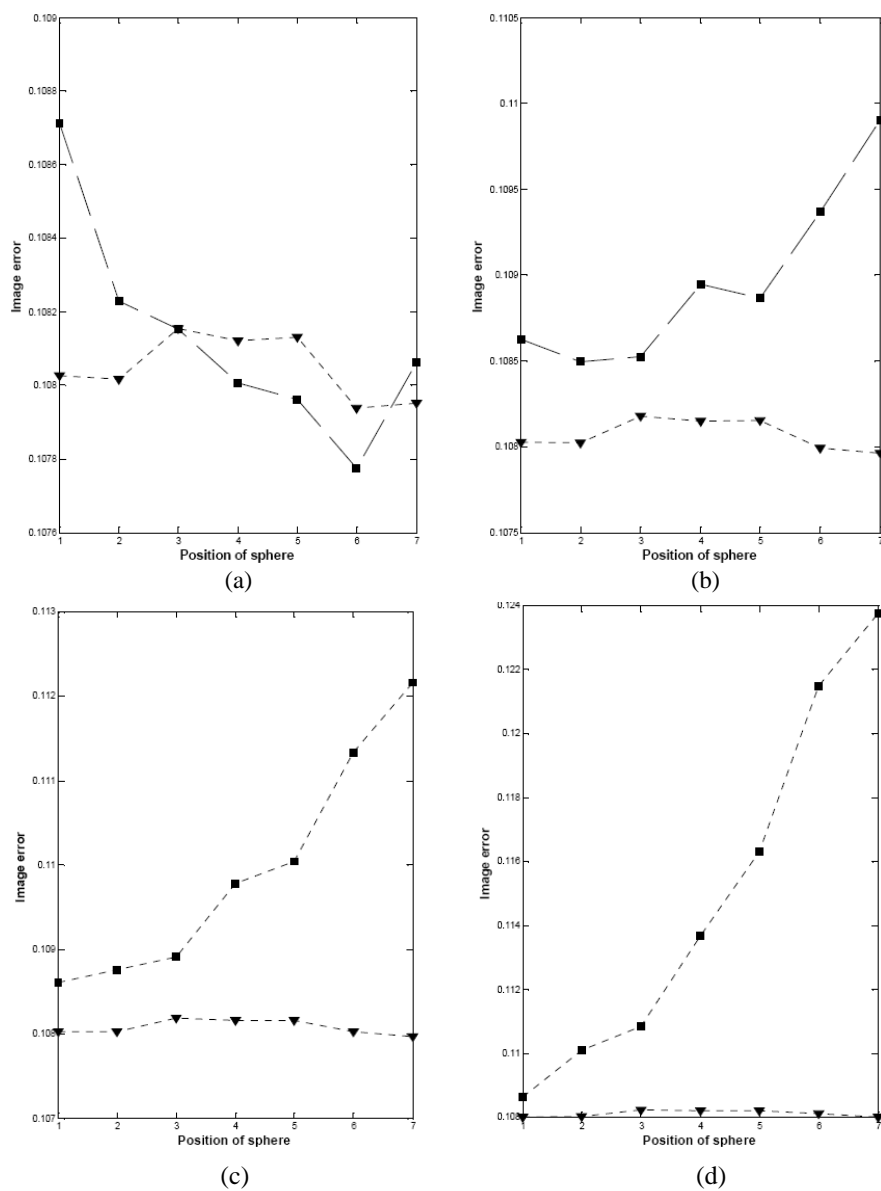 0.109
0.1088
0.1086
0.1084
0.1082
0.108
0.1078
0.1076
Image error
1 2 3 4 5 6 7
Position of sphere
(a)
0.1105
0.11
0.1095
0.109
0.1085
0.108
0.1075
Image error
1 2 3 4 5 6 7
Position of sphere
(b)
0.113
0.112
0.111
0.11
0.109
0.108
0.107
Image error
1 2 3 4 5 6 7
Position of sphere
(c)
0.124
0.122
0.12
0.118
0.116
0.114
0.112
0.11
0.108
Image error
1 2 3 4 5 6 7
Position of sphere
(d)